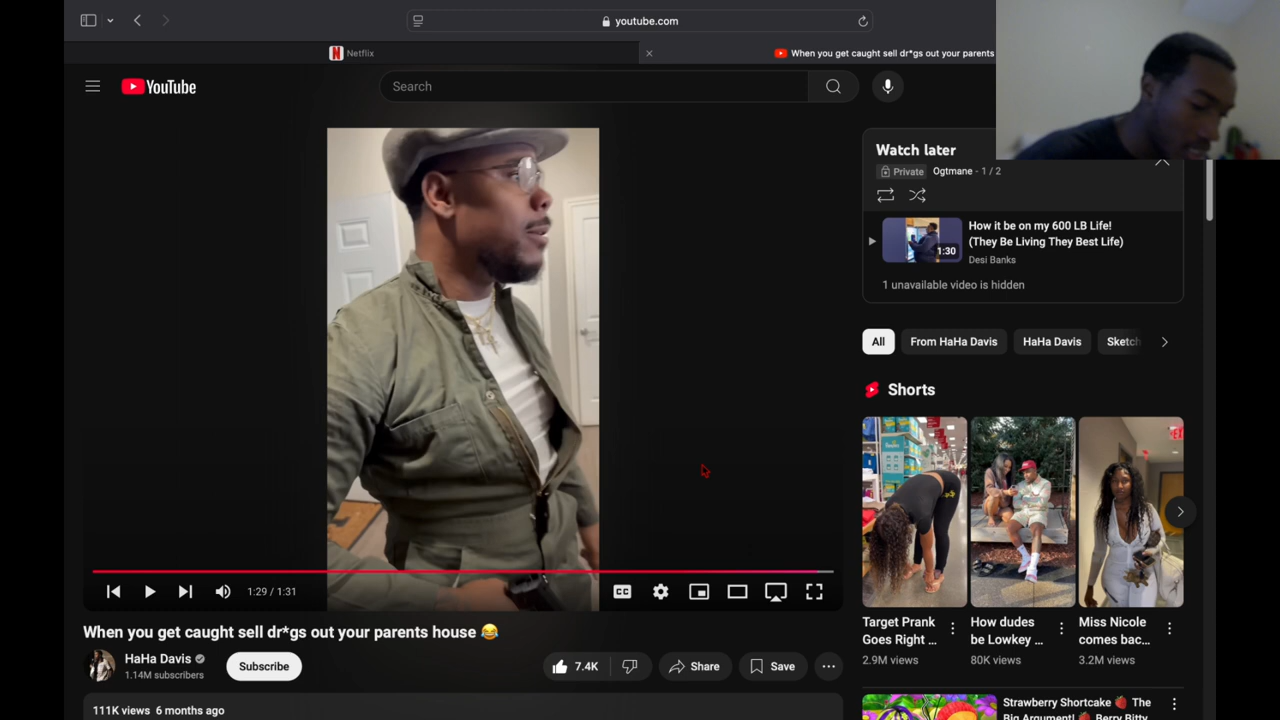 youtube.com
Netflix
When you get caught sell dr*gs out your parents
YouTube
Search
Watch later
Private Ogtmane - 1 / 2
1:30
How it be on my 600 LB Life!
(They Be Living They Best Life)
Desi Banks
1 unavailable video is hidden
All
From HaHa Davis
HaHa Davis
Sketch
Shorts
CC
1:29 / 1:31
When you get caught sell dr*gs out your parents house 😂
HaHa Davis
1.14M subscribers
Subscribe
7.4K
Share
Save
Target Prank
Goes Right ...
2.9M views
How dudes
be Lowkey ...
80K views
Miss Nicole
comes bac...
3.2M views
111K views 6 months ago
Strawberry Shortcake 🍓 The
Big Argument! 🍓 Berry Bitty